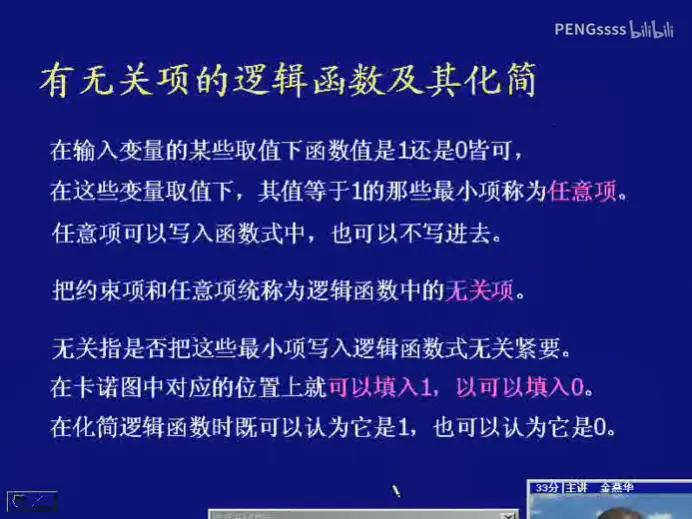 PENGssss bilibili
有无关项的逻辑函数及其化简
在输入变量的某些取值下函数值是1还是0皆可，
在这些变量取值下，其值等于1的那些最小项称为任意项。
任意项可以写入函数式中，也可以不写进去。
把约束项和任意项统称为逻辑函数中的无关项。
无关指是否把这些最小项写入逻辑函数式无关紧要。
在卡诺图中对应的位置上就可以填入1，以可以填入0。
在化简逻辑函数时既可以认为它是1，也可以认为它是0。
33分|主讲 金燕华